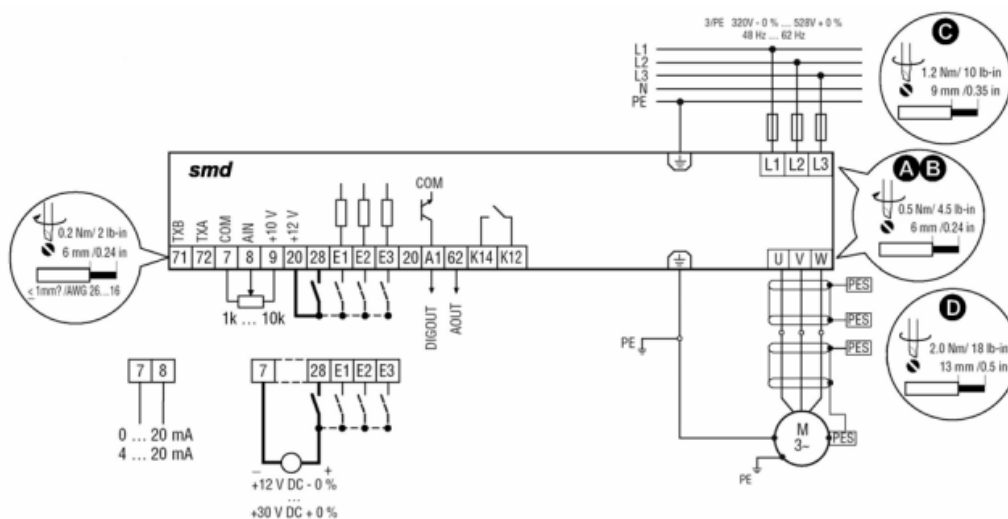 3/PE 320V - 0 % .... 528V + 0 %
48 Hz .... 62 Hz
L1
L2
L3
N
PE
C
1.2 Nm/ 10 lb-in
9 mm /0.35 in
smd
L1 L2 L3
A B
0.5 Nm/ 4.5 lb-in
6 mm /0.24 in
0.2 Nm/ 2 lb-in
6 mm /0.24 in
< 1mm? /AWG 26...16
TXB
TXA
COM
AIN
+10 V
+12 V
COM
71 72 7 8 9 20 28 E1 E2 E3 20 A1 62 K14 K12
U V W
1k ... 10k
DIGOUT
AOUT
PE
PES
PES
PES
PES
D
2.0 Nm/ 18 lb-in
13 mm /0.5 in
7 8
0 ... 20 mA
4 ... 20 mA
7 28 E1 E2 E3
– +
+12 V DC - 0 %
...
+30 V DC + 0 %
M
3~
PE